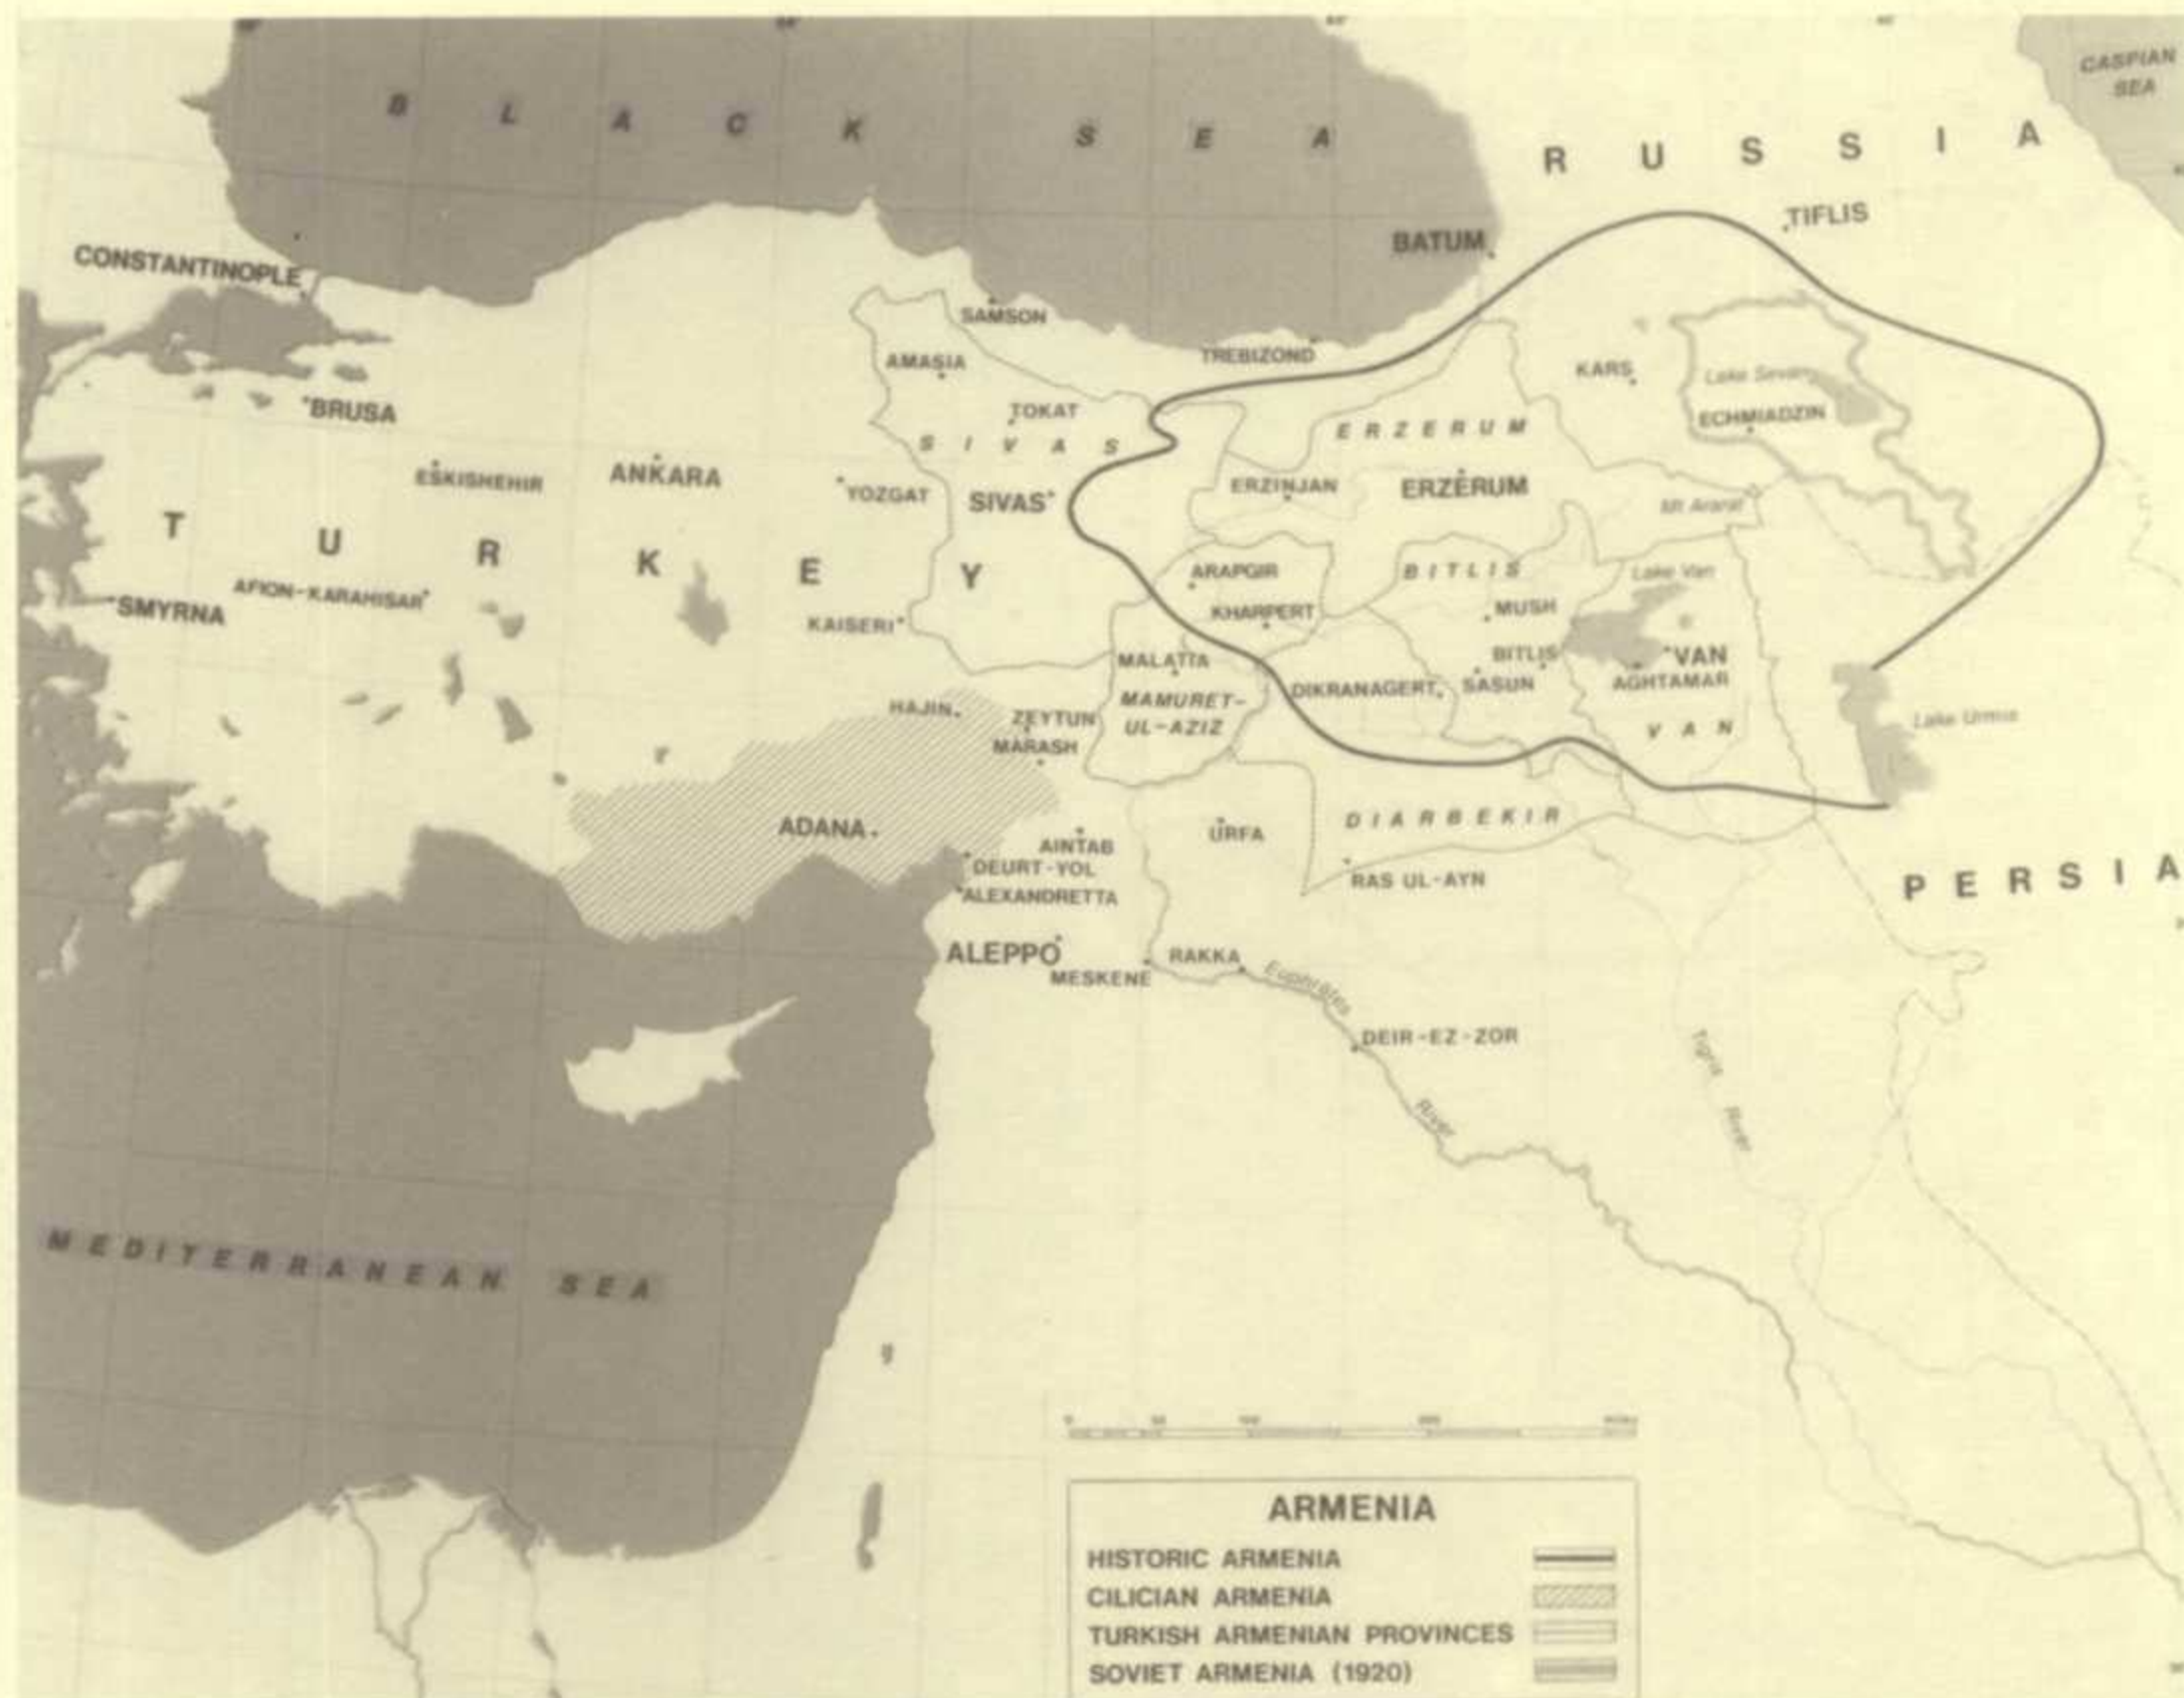 CASPIAN
SEA
BLACK SEA
RUSSIA
TIFLIS
BATUM
CONSTANTINOPLE
SAMSON
TREBIZOND
AMASIA
KARS
Lake Sevan
BRUSA
TOKAT
ECHMIADZIN
SIVAS
ERZERUM
ESKISHEHIR
ANKARA
YOZGAT
SIVAS
ERZINJAN
ERZERUM
Mt Ararat
TURKEY
ARAPGIR
BITLIS
Lake Van
AFION-KARAHISAR
SMYRNA
KAISERI
KHARPERT
MUSH
BITLIS
VAN
MALATIA
DIKRANAGERT
SASUN
AGHTAMAR
HAJIN
ZEYTUN
MARASH
MAMURET-
UL-AZIZ
VAN
Lake Urmia
ADANA
AINTAB
URFA
DIARBEKIR
DEURT-YOL
RAS UL-AYN
PERSIA
ALEXANDRETTA
ALEPPO
MESKENE
RAKKA
Euphrates
River
DEIR-EZ-ZOR
Tigris River
MEDITERRANEAN SEA
ARMENIA
HISTORIC ARMENIA
CILICIAN ARMENIA
TURKISH ARMENIAN PROVINCES
SOVIET ARMENIA (1920)